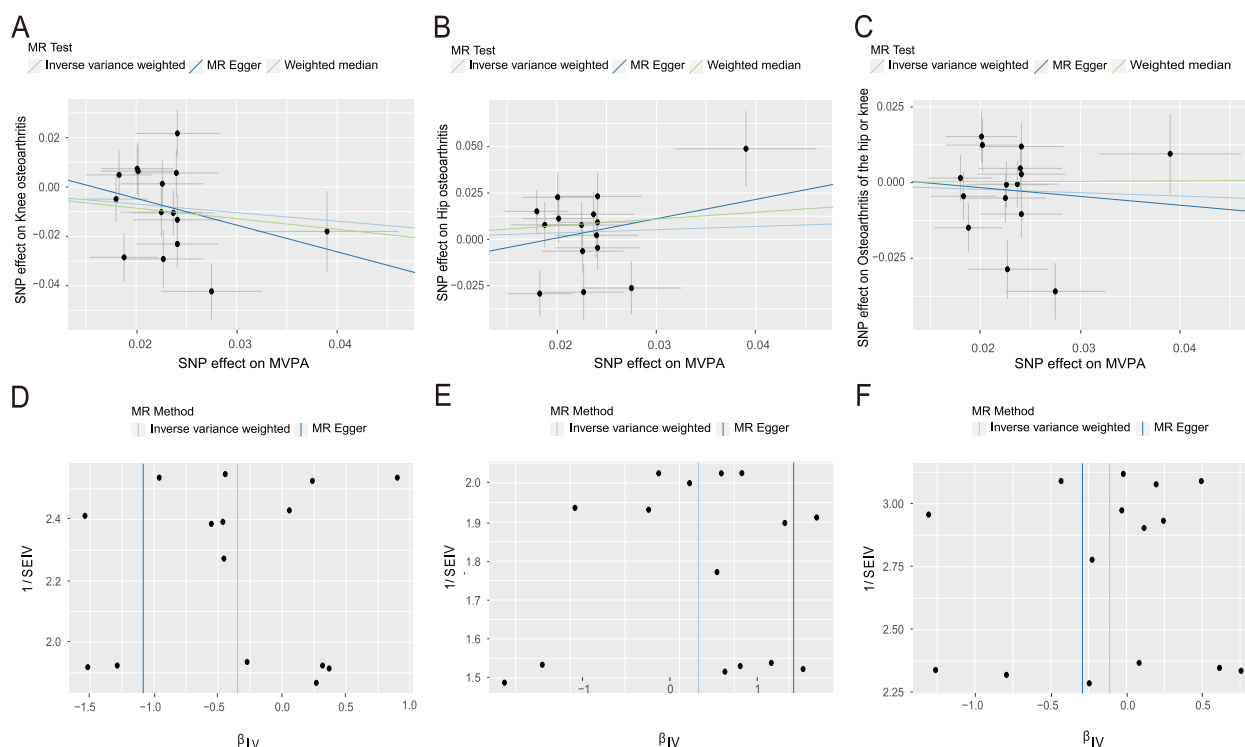 A
MR Test
Inverse variance weighted MR Egger Weighted median
SNP effect on Knee osteoarthritis
0.02
0.00
−0.02
−0.04
0.02 0.03 0.04
SNP effect on MVPA
B
MR Test
Inverse variance weighted MR Egger Weighted median
SNP effect on Hip osteoarthritis
0.050
0.025
0.000
−0.025
0.02 0.03 0.04
SNP effect on MVPA
C
MR Test
Inverse variance weighted MR Egger Weighted median
SNP effect on Osteoarthritis of the hip or knee
0.025
0.000
−0.025
0.02 0.03 0.04
SNP effect on MVPA
D
MR Method
Inverse variance weighted MR Egger
1/SEIV
2.4
2.2
2.0
−1.5 −1.0 −0.5 0.0 0.5 1.0
βIV
E
MR Method
Inverse variance weighted MR Egger
1/SEIV
2.0
1.9
1.8
1.7
1.6
1.5
−1 0 1
βIV
F
MR Method
Inverse variance weighted MR Egger
1/SEIV
3.00
2.75
2.50
2.25
−1.0 −0.5 0.0 0.5
βIV